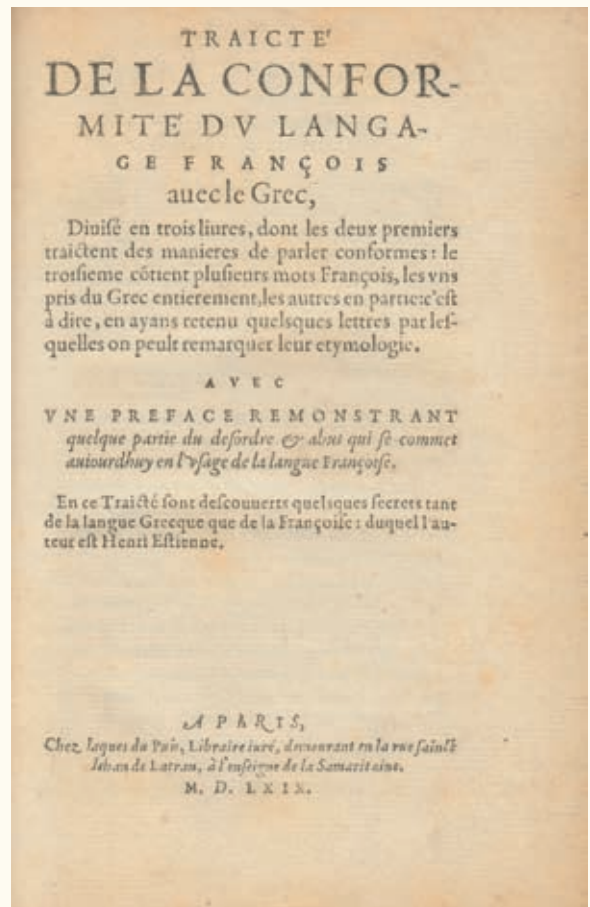 TRAICTE'
DE LA CONFOR-
MITE DV LANGA-
GE FRANÇOIS
auec le Grec,
Diuiſé en trois liures, dont les deux premiers
traictent des manieres de parler conformes: le
troiſieme cõtient pluſieurs mots François, les vns
pris du Grec entierement, les autres en partie: c'eſt
à dire, en ayans retenu quelsques lettres par leſ-
quelles on peult remarquer leur etymologie.
AVEC
VNE PREFACE REMONSTRANT
quelque partie du deſordre & abus qui ſe commet
auiourdhuy en l'vſage de la langue Françoiſe.
En ce Traicté ſont deſcouuerts quelsques ſecrets tant
de la langue Grecque que de la Françoiſe: duquel l'au-
teur eſt Henri Eſtienne.
A PARIS,
Chez Iaques du Puis, Libraire iuré, demeurant en la rue ſainct
Iehan de Latran, à l'enſeigne de la Samaritaine.
M. D. LXIX.